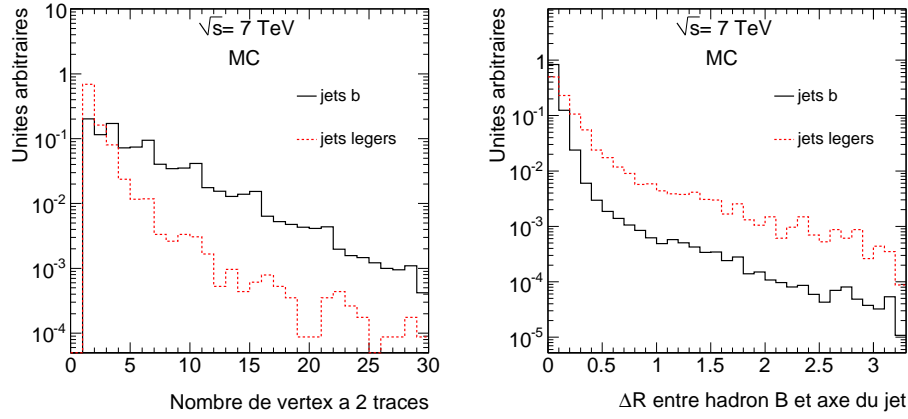 √s= 7 TeV
MC
jets b
jets legers
Unites arbitraires
10
1
10⁻¹
10⁻²
10⁻³
10⁻⁴
0 5 10 15 20 25 30
Nombre de vertex a 2 traces
√s= 7 TeV
MC
jets b
jets legers
Unites arbitraires
1
10⁻¹
10⁻²
10⁻³
10⁻⁴
10⁻⁵
0 0.5 1 1.5 2 2.5 3
ΔR entre hadron B et axe du jet